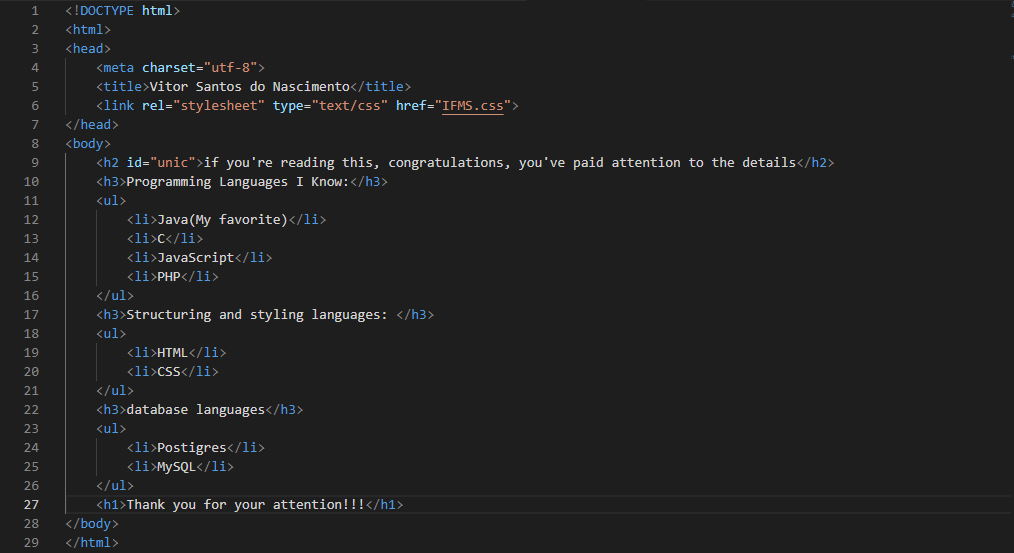 1 <!DOCTYPE html>
2 <html>
3 <head>
4     <meta charset="utf-8">
5     <title>Vitor Santos do Nascimento</title>
6     <link rel="stylesheet" type="text/css" href="IFMS.css">
7 </head>
8 <body>
9     <h2 id="unic">if you're reading this, congratulations, you've paid attention to the details</h2>
10     <h3>Programming Languages I Know:</h3>
11     <ul>
12         <li>Java(My favorite)</li>
13         <li>C</li>
14         <li>JavaScript</li>
15         <li>PHP</li>
16     </ul>
17     <h3>Structuring and styling languages: </h3>
18     <ul>
19         <li>HTML</li>
20         <li>CSS</li>
21     </ul>
22     <h3>database languages</h3>
23     <ul>
24         <li>Postigres</li>
25         <li>MySQL</li>
26     </ul>
27     <h1>Thank you for your attention!!!</h1>
28 </body>
29 </html>